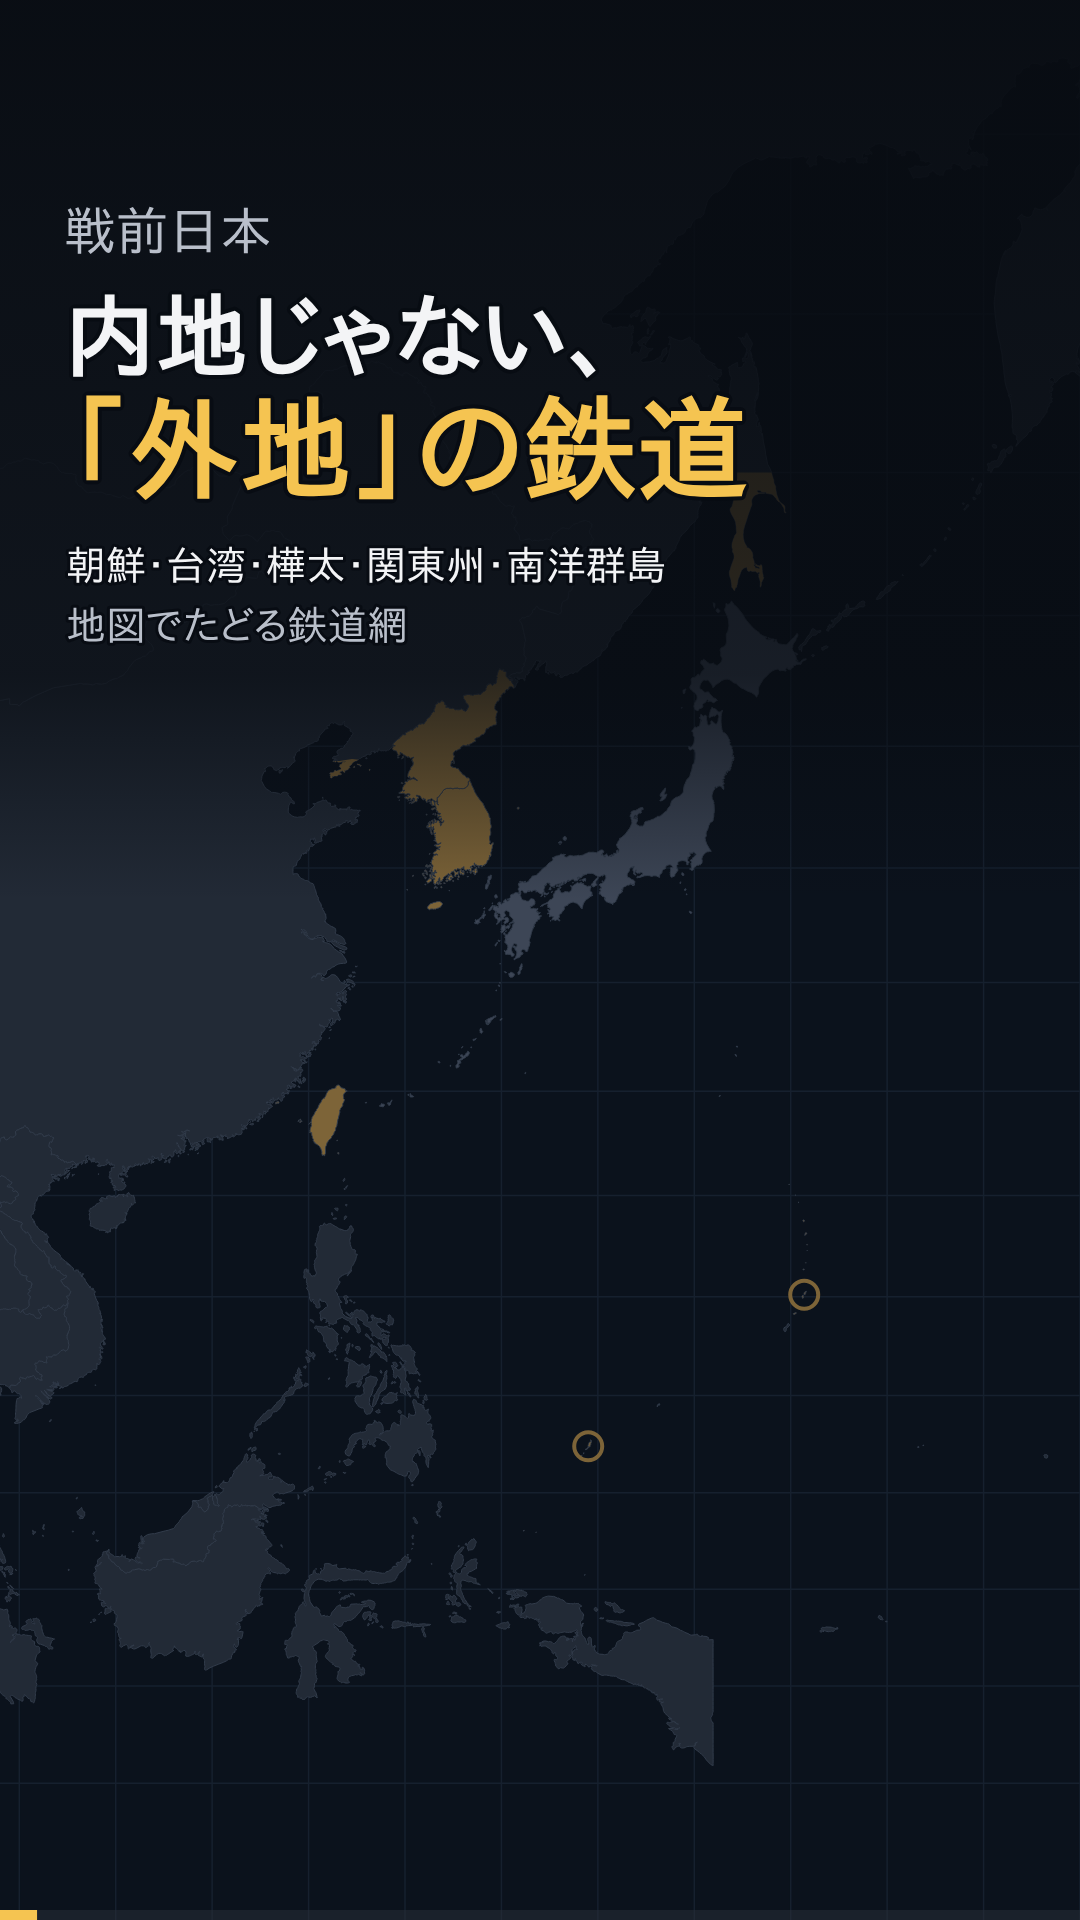 戦前日本
内地じゃない、
「外地」の鉄道
朝鮮・台湾・樺太・関東州・南洋群島
地図でたどる鉄道網